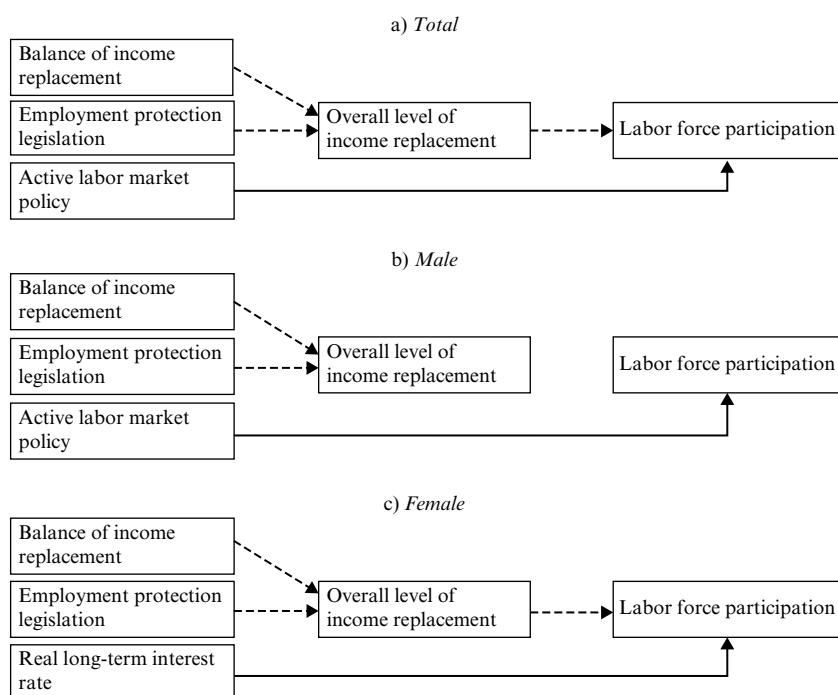 a) Total
Balance of income
replacement
Employment protection
legislation
Overall level of
income replacement
Labor force participation
Active labor market
policy
b) Male
Balance of income
replacement
Employment protection
legislation
Overall level of
income replacement
Labor force participation
Active labor market
policy
c) Female
Balance of income
replacement
Employment protection
legislation
Overall level of
income replacement
Labor force participation
Real long-term interest
rate